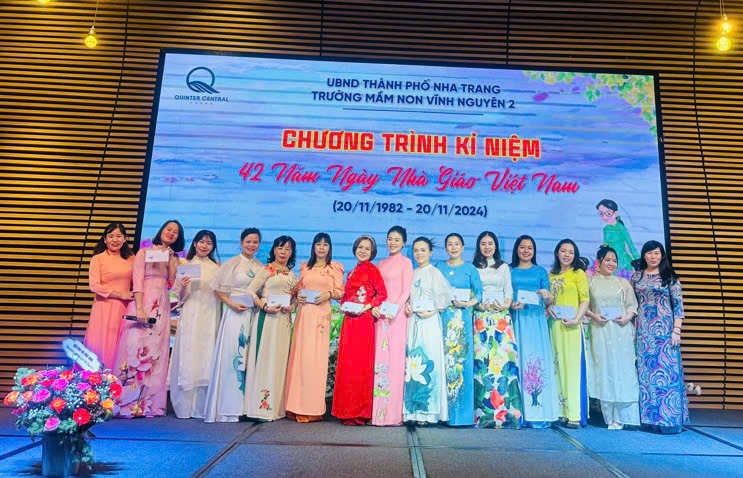 QUINTER CENTRAL
UBND THÀNH PHỐ NHA TRANG
TRƯỜNG MẦM NON VĨNH NGUYÊN 2
CHƯƠNG TRÌNH KỈ NIỆM
42 Năm Ngày Nhà Giáo Việt Nam
(20/11/1982 - 20/11/2024)